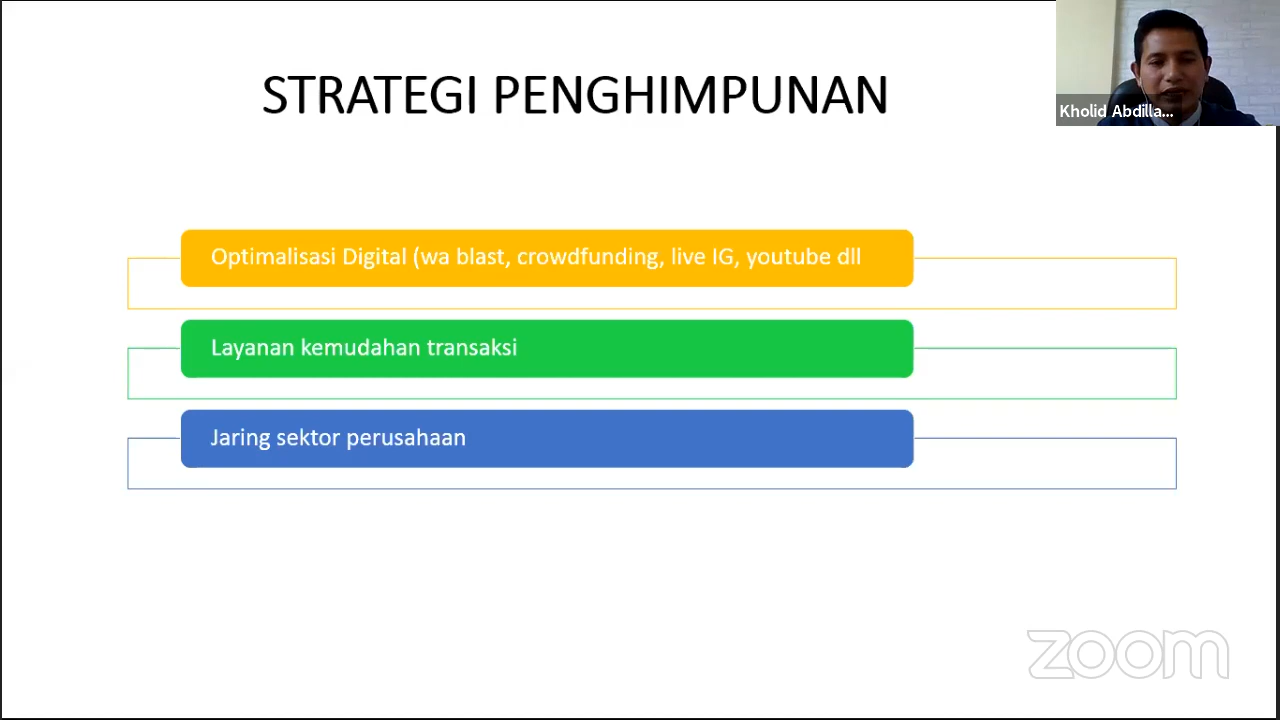 STRATEGI PENGHIMPUNAN
Kholid Abdilla...
Optimalisasi Digital (wa blast, crowdfunding, live IG, youtube dll
Layanan kemudahan transaksi
Jaring sektor perusahaan
zoom